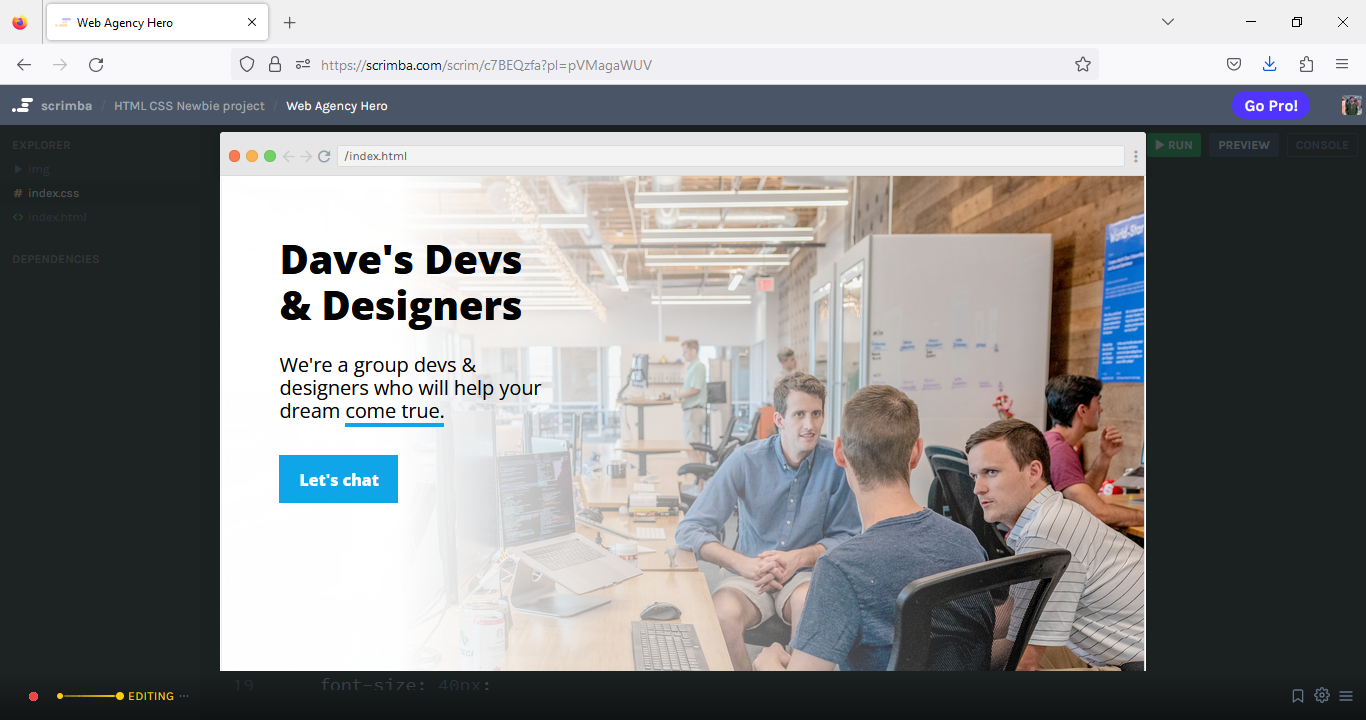 Web Agency Hero
https://scrimba.com/scrim/c7BEQzfa?pl=pVMagaWUV
scrimba / HTML CSS Newbie project / Web Agency Hero
Go Pro!
EXPLORER
img
# index.css
<> index.html
DEPENDENCIES
/index.html
RUN
PREVIEW
CONSOLE
Dave's Devs
& Designers
We're a group devs &
designers who will help your
dream come true.
Let's chat
19 font-size: 40px;
EDITING ...